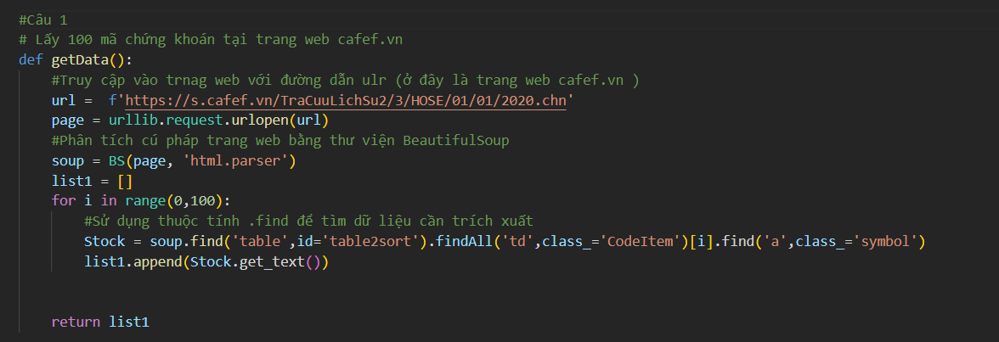 #Câu 1
# Lấy 100 mã chứng khoán tại trang web cafef.vn
def getData():
    #Truy cập vào trnag web với đường dẫn ulr (ở đây là trang web cafef.vn )
    url =  f'https://s.cafef.vn/TraCuuLichSu2/3/HOSE/01/01/2020.chn'
    page = urllib.request.urlopen(url)
    #Phân tích cú pháp trang web bằng thư viện BeautifulSoup
    soup = BS(page, 'html.parser')
    list1 = []
    for i in range(0,100):
        #Sử dụng thuộc tính .find để tìm dữ liệu cần trích xuất
        Stock = soup.find('table',id='table2sort').findAll('td',class_='CodeItem')[i].find('a',class_='symbol')
        list1.append(Stock.get_text())
    return list1